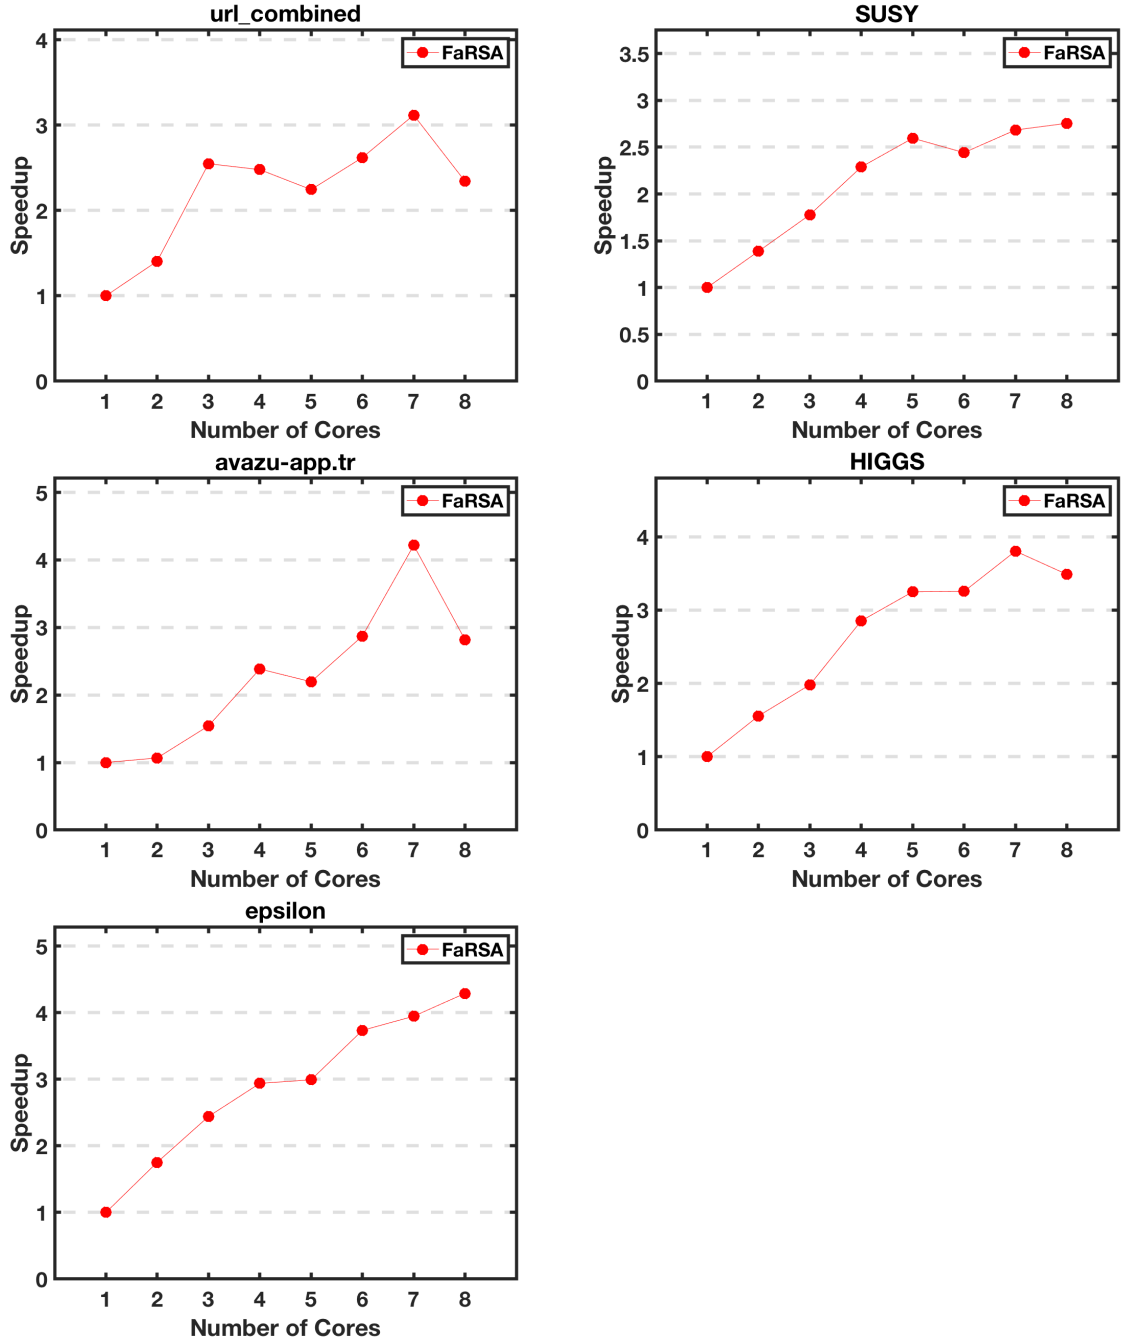 url_combined
4
3
2
1
0
Speedup
FaRSA
1 2 3 4 5 6 7 8
Number of Cores
SUSY
3.5
3
2.5
2
1.5
1
0.5
0
Speedup
FaRSA
1 2 3 4 5 6 7 8
Number of Cores
avazu-app.tr
5
4
3
2
1
0
Speedup
FaRSA
1 2 3 4 5 6 7 8
Number of Cores
HIGGS
4
3
2
1
0
Speedup
FaRSA
1 2 3 4 5 6 7 8
Number of Cores
epsilon
5
4
3
2
1
0
Speedup
FaRSA
1 2 3 4 5 6 7 8
Number of Cores